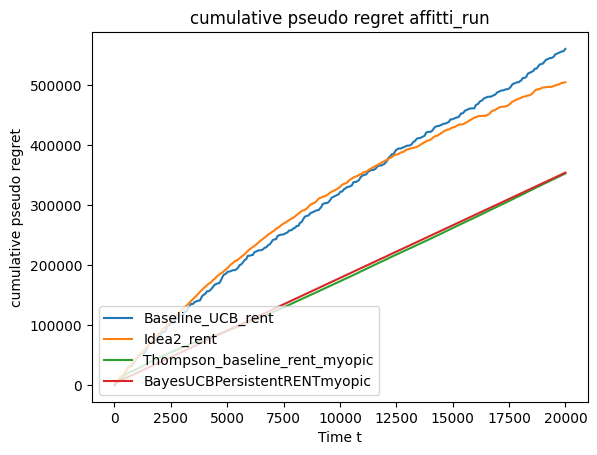 cumulative pseudo regret affitti_run
500000
400000
300000
200000
100000
0
cumulative pseudo regret
Baseline_UCB_rent
Idea2_rent
Thompson_baseline_rent_myopic
BayesUCBPersistentRENTmyopic
0 2500 5000 7500 10000 12500 15000 17500 20000
Time t